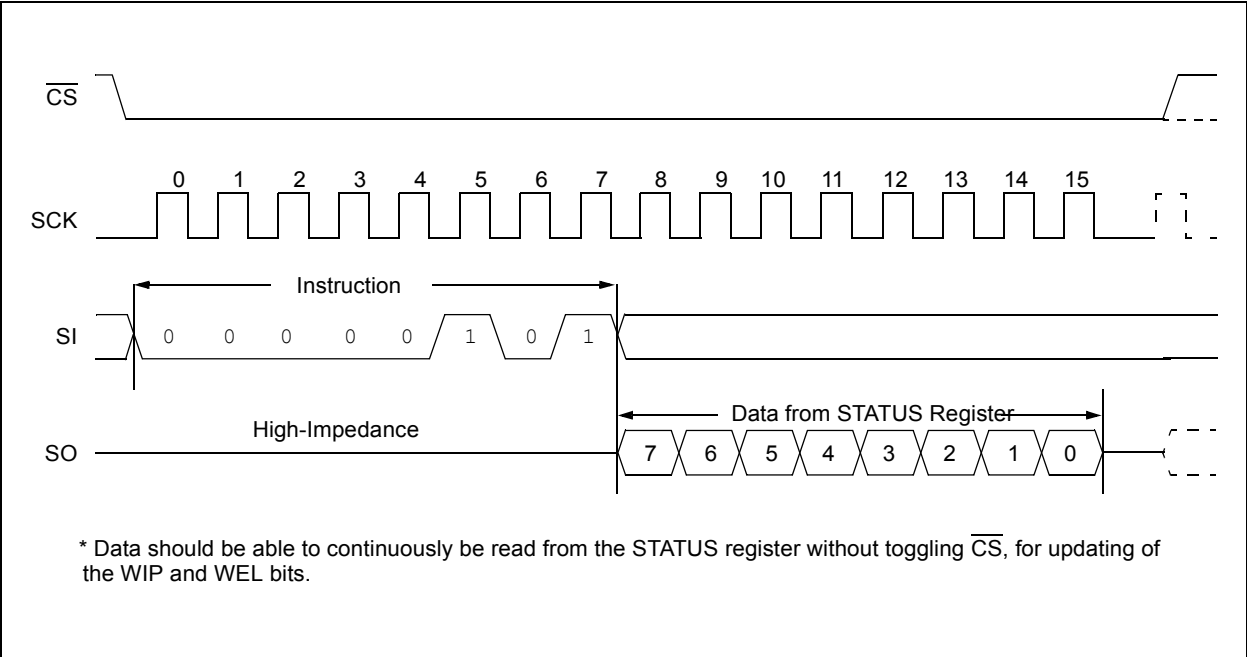 CS
SCK
0 1 2 3 4 5 6 7 8 9 10 11 12 13 14 15
Instruction
SI
0 0 0 0 0 1 0 1
Data from STATUS Register
High-Impedance
SO
7 6 5 4 3 2 1 0
* Data should be able to continuously be read from the STATUS register without toggling CS, for updating of
the WIP and WEL bits.